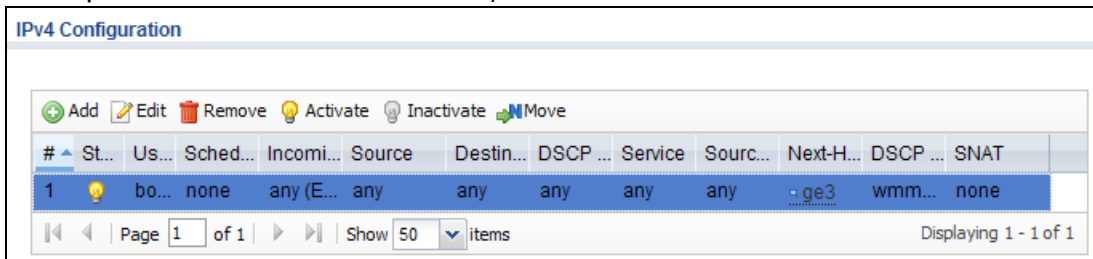 IPv4 Configuration
Add Edit Remove Activate Inactivate Move
# St... Us... Sched... Incomi... Source Destin... DSCP ... Service Sourc... Next-H... DSCP ... SNAT
1 bo... none any (E... any any any any any ge3 wmm... none
Page 1 of 1 Show 50 items Displaying 1 - 1 of 1